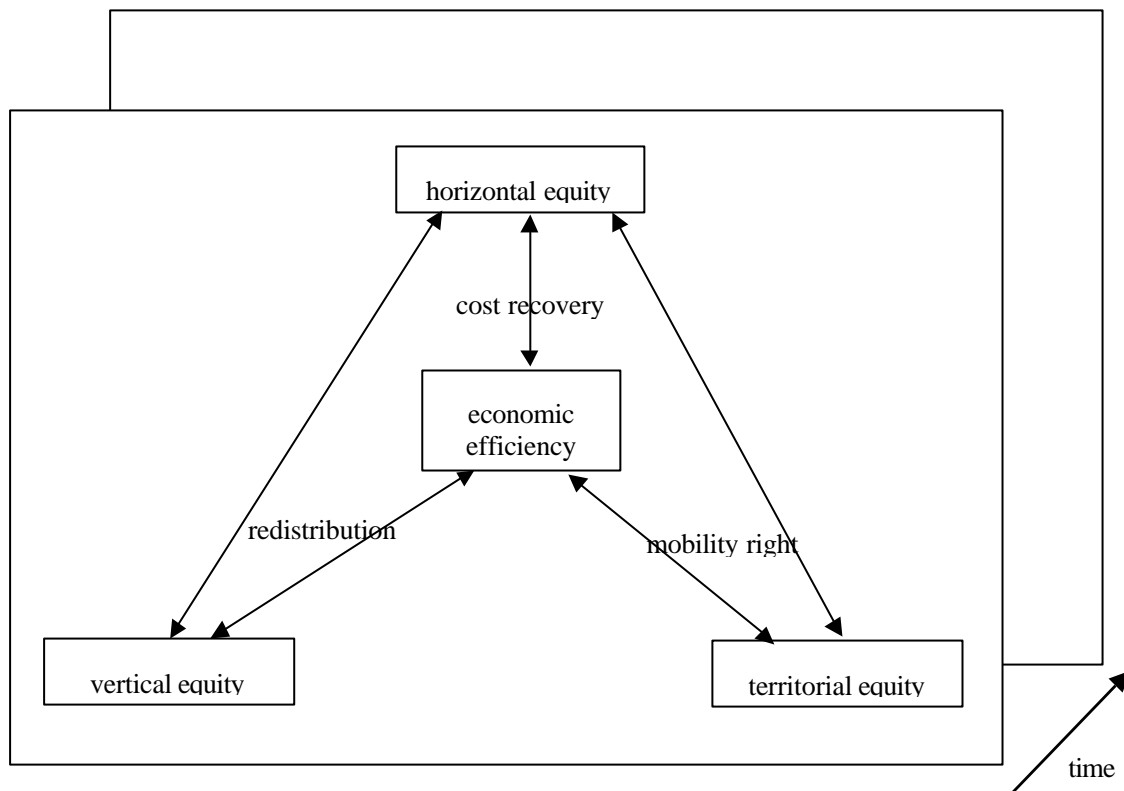 horizontal equity
cost recovery
economic
efficiency
redistribution
mobility right
vertical equity
territorial equity
time